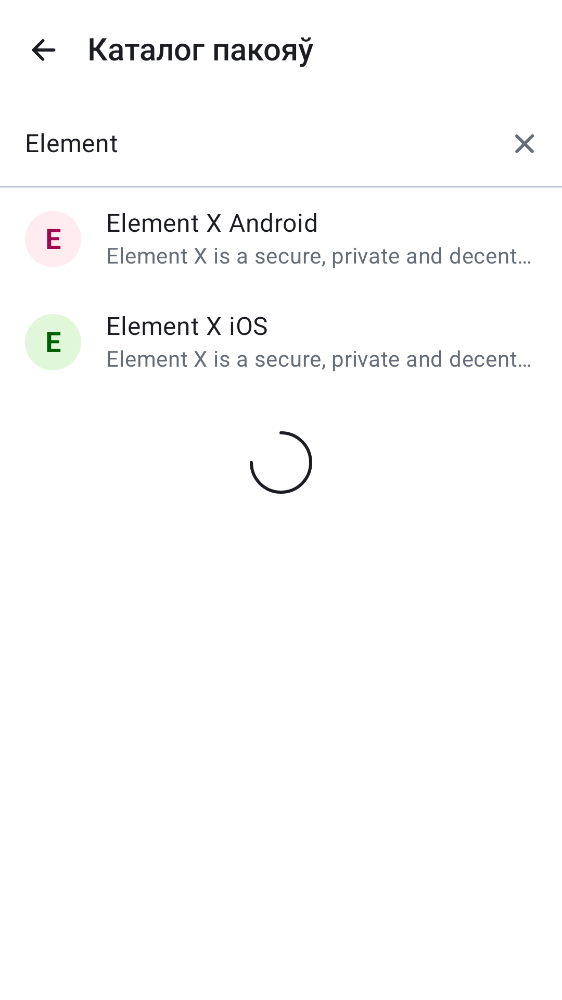 Каталог пакояў
Element
E
Element X Android
Element X is a secure, private and decent…
E
Element X iOS
Element X is a secure, private and decent…